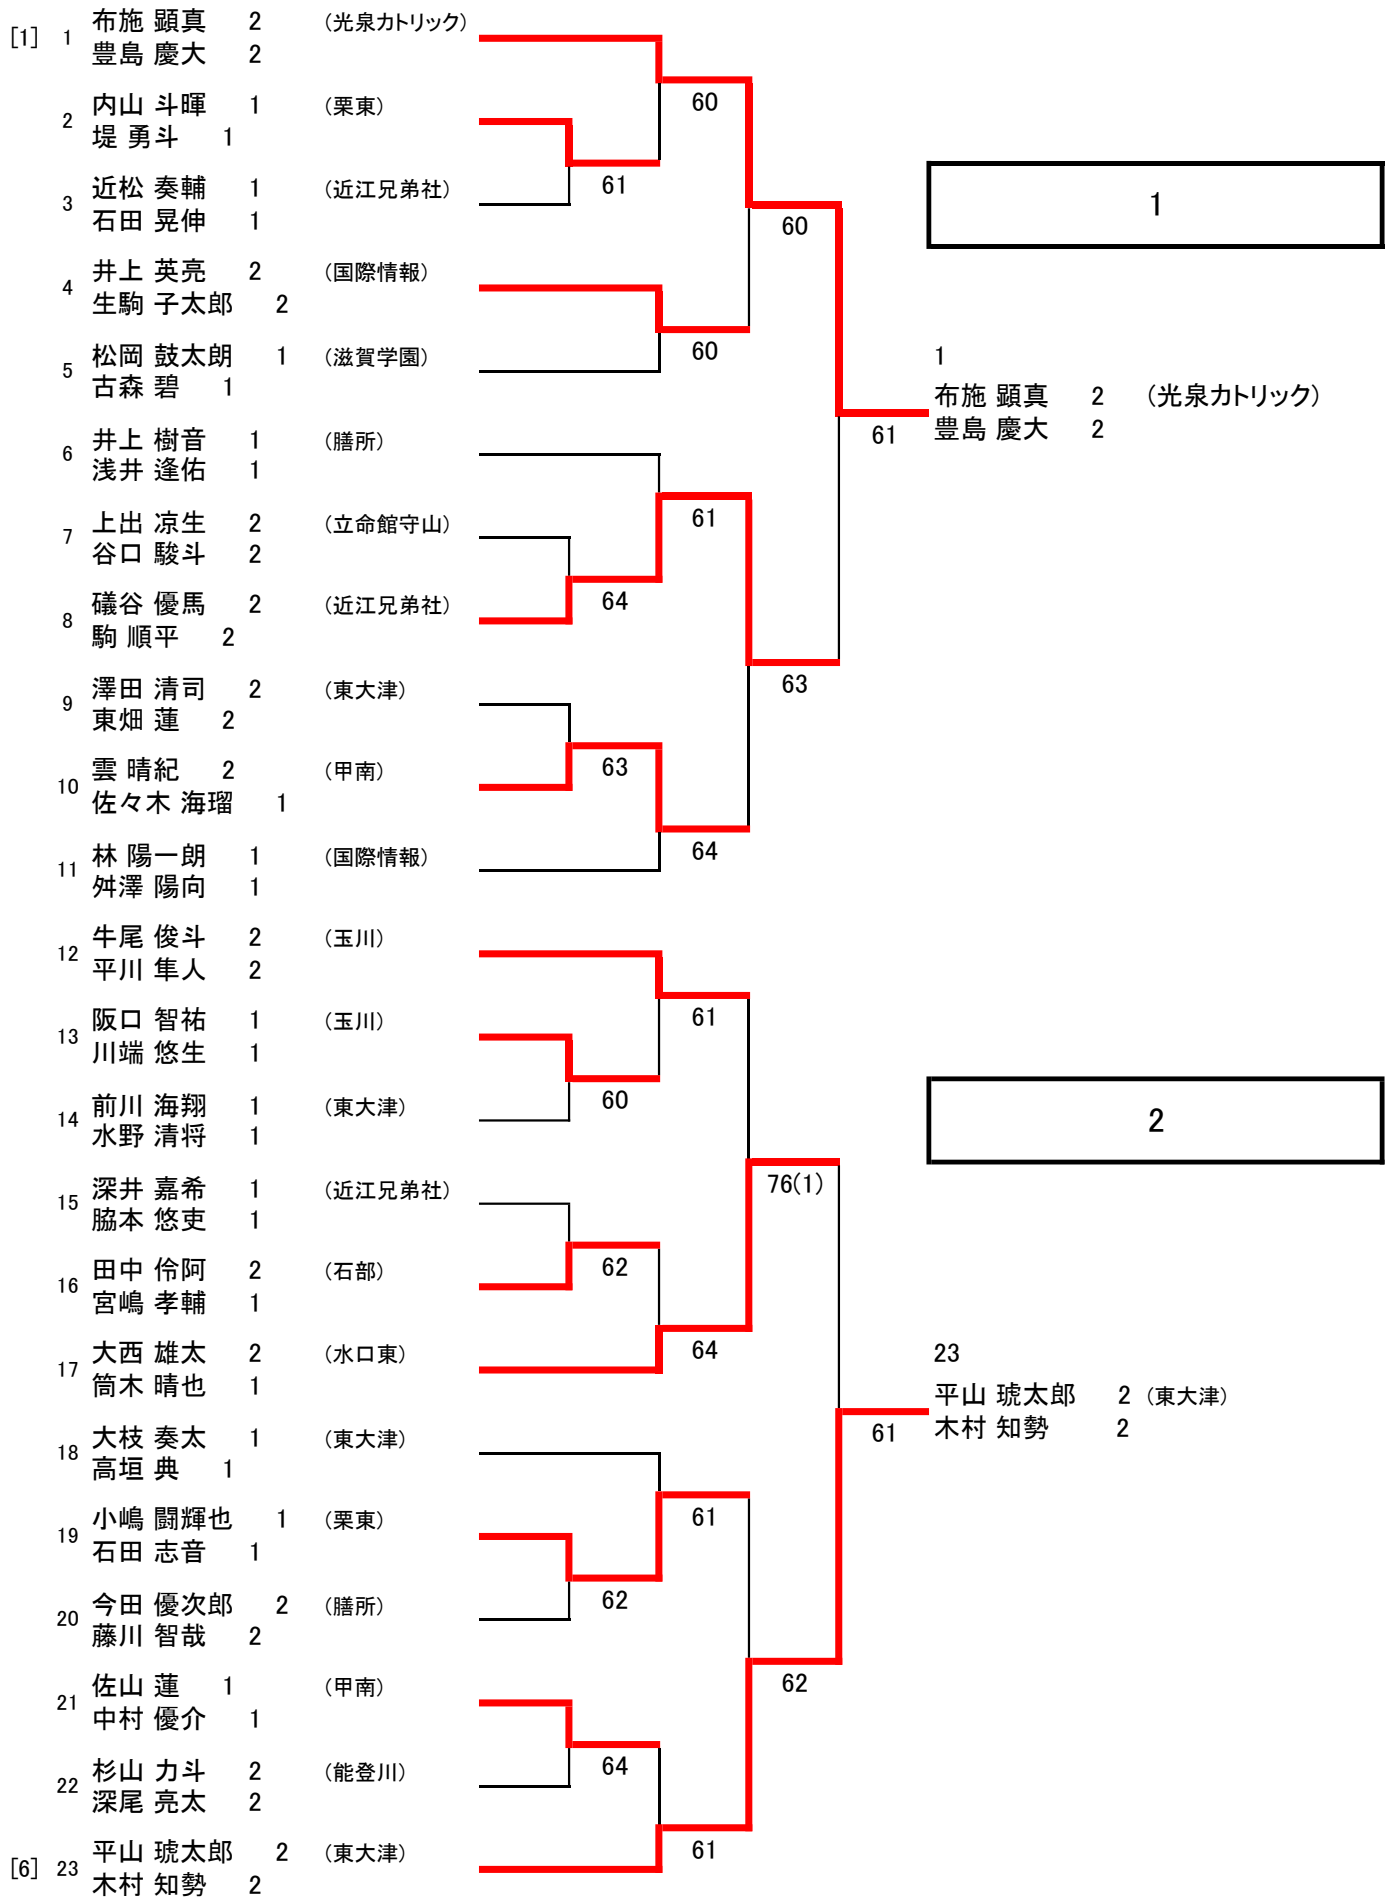 布施 顕真 2 (光泉カトリック)
[1] 1
豊島 慶大 2
内山 斗暉 1 (栗東)
2
堤 勇斗 1
60
61
近松 奏輔 1 (近江兄弟社)
3
石田 晃伸 1
1
60
井上 英亮 2 (国際情報)
4
生駒 子太郎 2
60
松岡 鼓太朗 1 (滋賀学園)
5
古森 碧 1
1
布施 顕真 2 (光泉カトリック)
豊島 慶大 2
61
井上 樹音 1 (膳所)
6
浅井 逢佑 1
61
上出 凉生 2 (立命館守山)
7
谷口 駿斗 2
64
礒谷 優馬 2 (近江兄弟社)
8
駒 順平 2
63
澤田 清司 2 (東大津)
9
東畑 蓮 2
63
雲 晴紀 2 (甲南)
10
佐々木 海瑠 1
64
林 陽一朗 1 (国際情報)
11
舛澤 陽向 1
牛尾 俊斗 2 (玉川)
12
平川 隼人 2
61
阪口 智祐 1 (玉川)
13
川端 悠生 1
60
前川 海翔 1 (東大津)
14
水野 清将 1
2
76(1)
深井 嘉希 1 (近江兄弟社)
15
脇本 悠吏 1
62
田中 伶阿 2 (石部)
16
宮嶋 孝輔 1
64
大西 雄太 2 (水口東)
17
筒木 晴也 1
23
平山 琥太郎 2 (東大津)
木村 知勢 2
61
大枝 奏太 1 (東大津)
18
高垣 典 1
61
小嶋 闘輝也 1 (栗東)
19
石田 志音 1
62
今田 優次郎 2 (膳所)
20
藤川 智哉 2
62
佐山 蓮 1 (甲南)
21
中村 優介 1
64
杉山 力斗 2 (能登川)
22
深尾 亮太 2
61
平山 琥太郎 2 (東大津)
[6] 23
木村 知勢 2